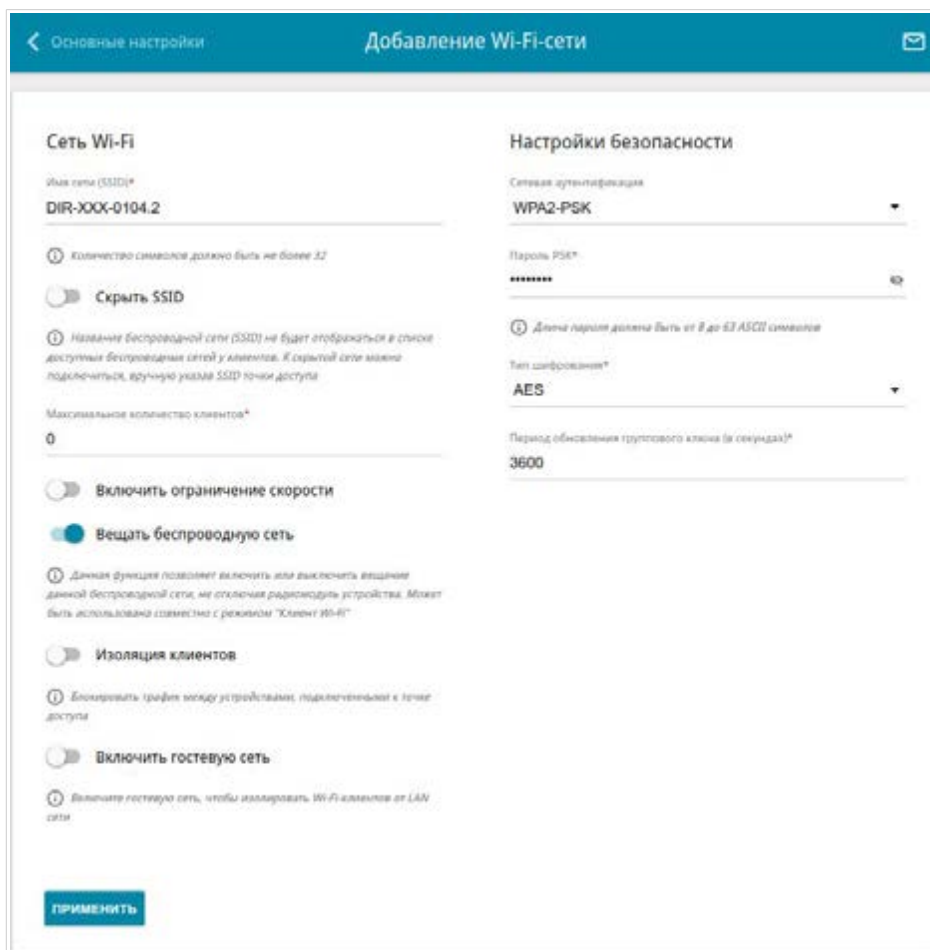 Основные настройки
Добавление Wi-Fi-сети
Сеть Wi-Fi
Имя сети (SSID)*
DIR-XXX-0104.2
Количество символов должно быть не более 32
Скрыть SSID
Название беспроводной сети (SSID) не будет отображаться в списке
доступных беспроводных сетей у клиентов. К скрытой сети можно
подключиться, вручную указав SSID точки доступа
Максимальное количество клиентов*
0
Включить ограничение скорости
Вещать беспроводную сеть
Данная функция позволяет включить или выключить вещание
данной беспроводной сети, не отключая радиомодуль устройства. Может
быть использована совместно с режимом "Клиент Wi-Fi"
Изоляция клиентов
Блокировать трафик между устройствами, подключенными к точке
доступа
Включить гостевую сеть
Включите гостевую сеть, чтобы изолировать Wi-Fi-клиентов от LAN
сети
ПРИМЕНИТЬ
Настройки безопасности
Сетевая аутентификация
WPA2-PSK
Пароль PSK*
••••••••
Длина пароля должна быть от 8 до 63 ASCII символов
Тип шифрования*
AES
Период обновления группового ключа (в секундах)*
3600